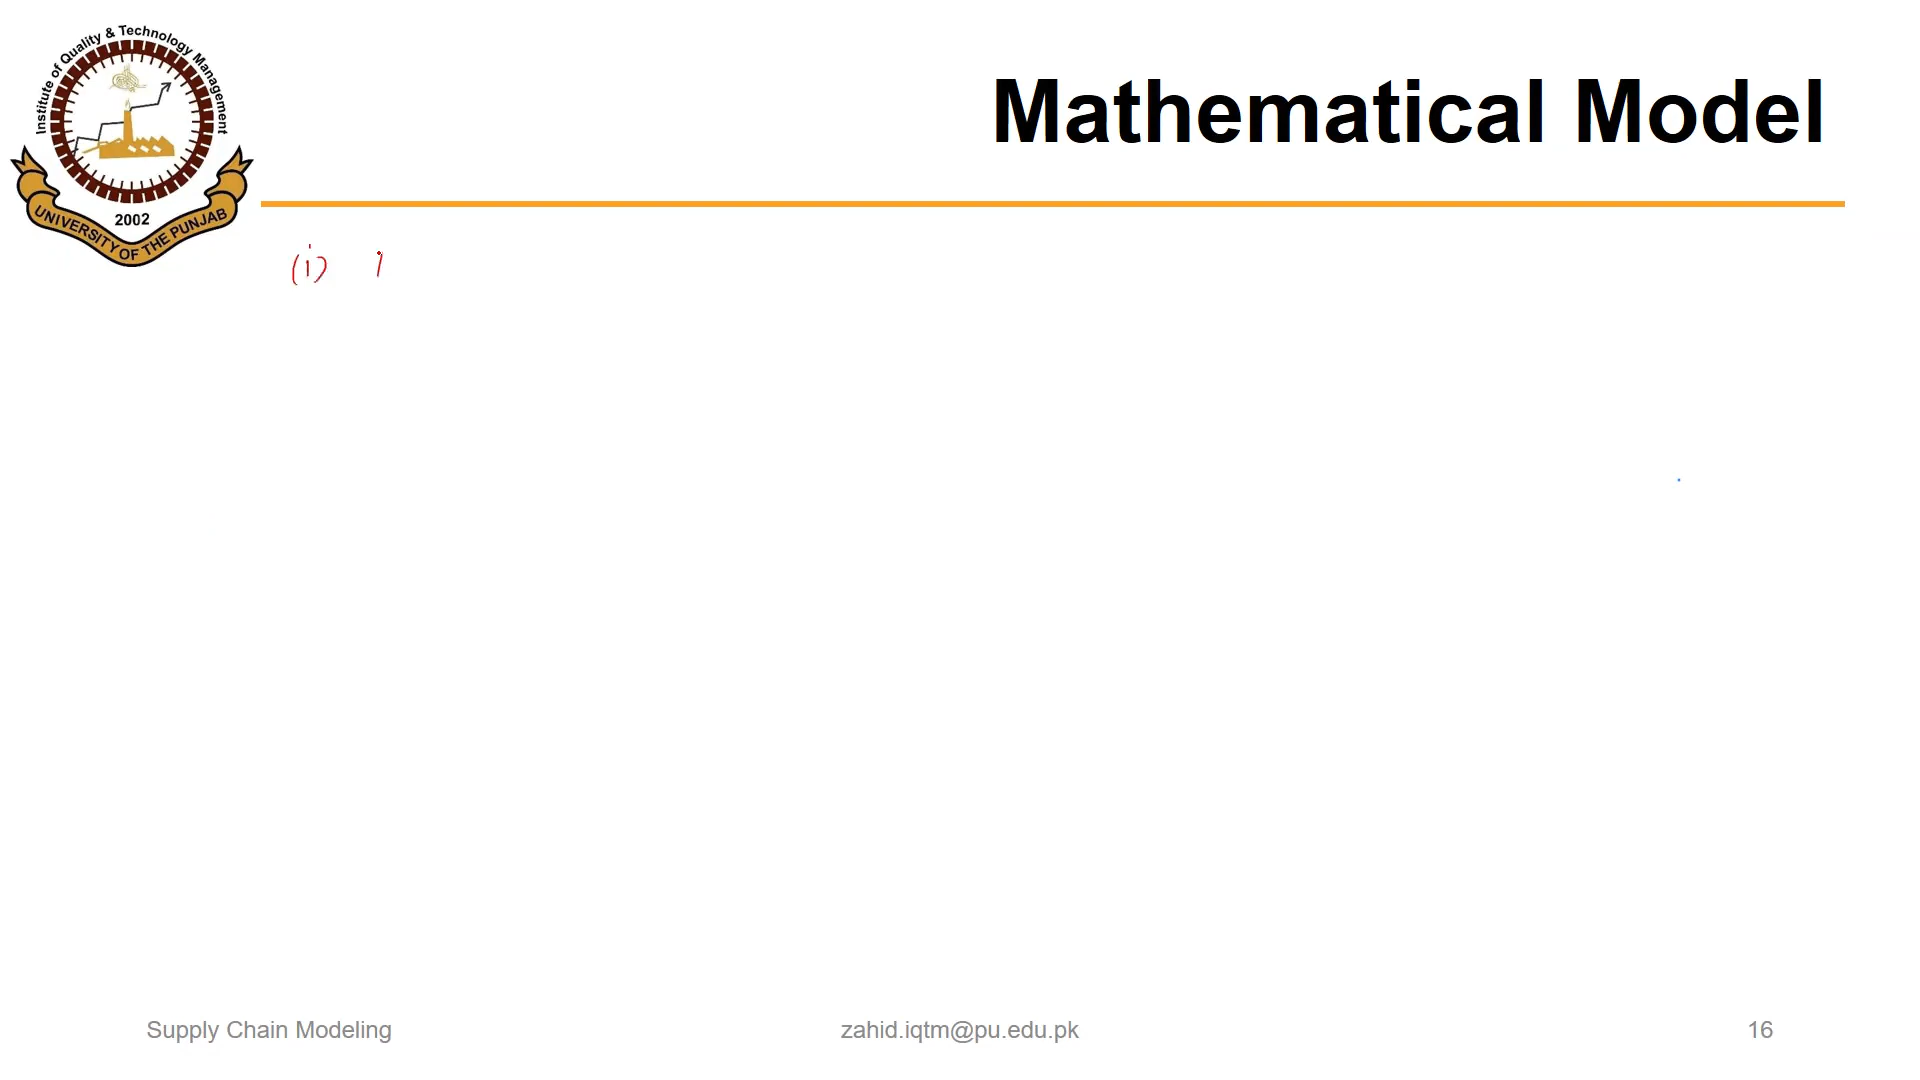 Institute of Quality & Technology Management
2002
UNIVERSITY OF THE PUNJAB
Mathematical Model
(i)
Supply Chain Modeling
zahid.iqtm@pu.edu.pk
16